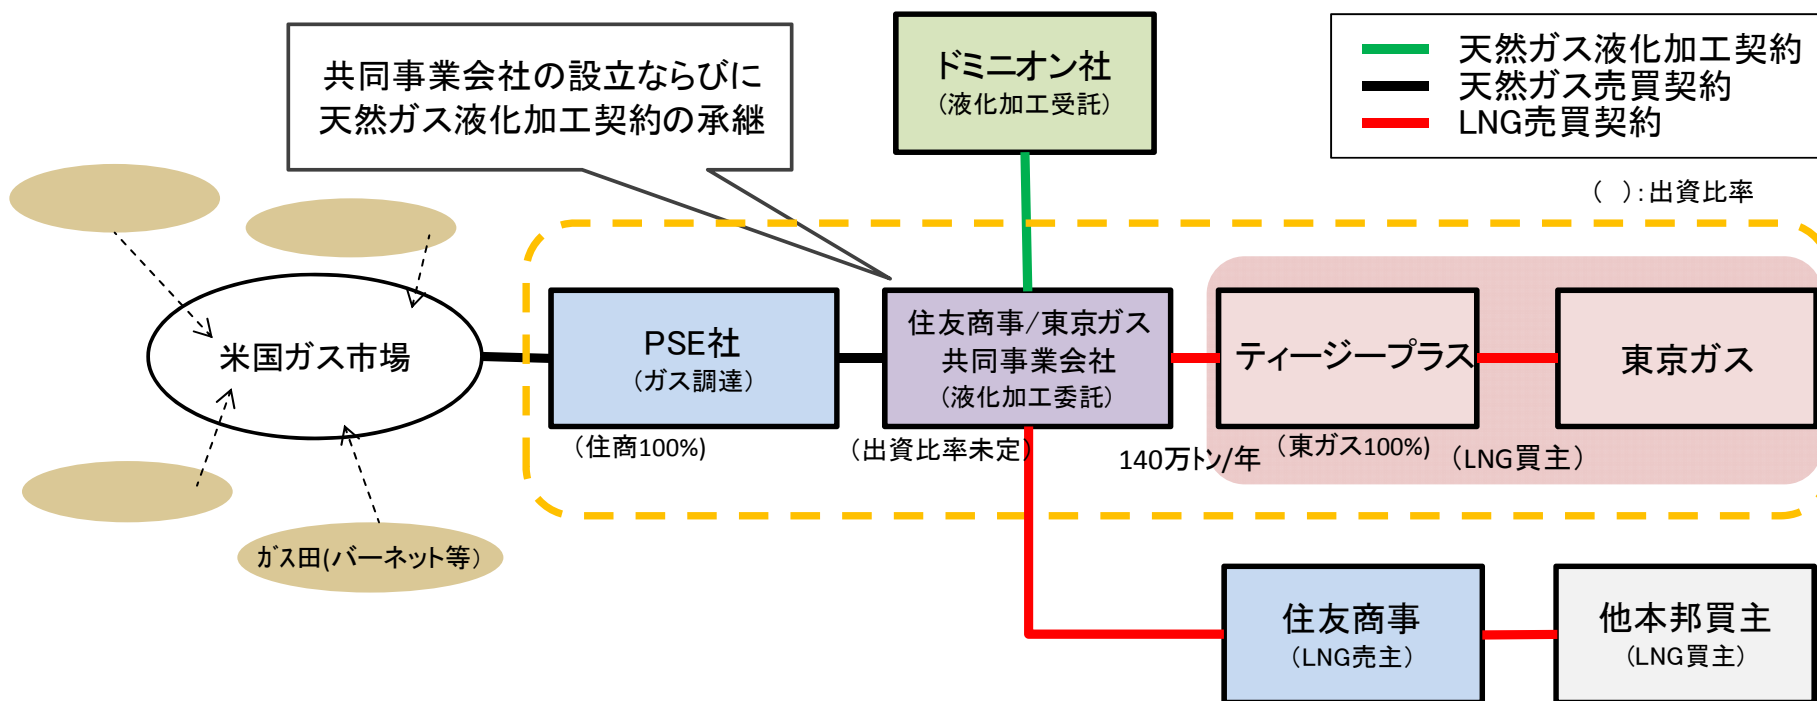 共同事業会社の設立ならびに
天然ガス液化加工契約の承継
ドミニオン社
（液化加工受託）
天然ガス液化加工契約
天然ガス売買契約
LNG売買契約
（　）：出資比率
米国ガス市場
PSE社
（ガス調達）
（住商100%）
住友商事/東京ガス
共同事業会社
（液化加工委託）
（出資比率未定）
140万㌧/年
ティージープラス
（東ガス100%）
東京ガス
（LNG買主）
ｶﾞｽ田(バーネット等）
住友商事
（LNG売主）
他本邦買主
（LNG買主）